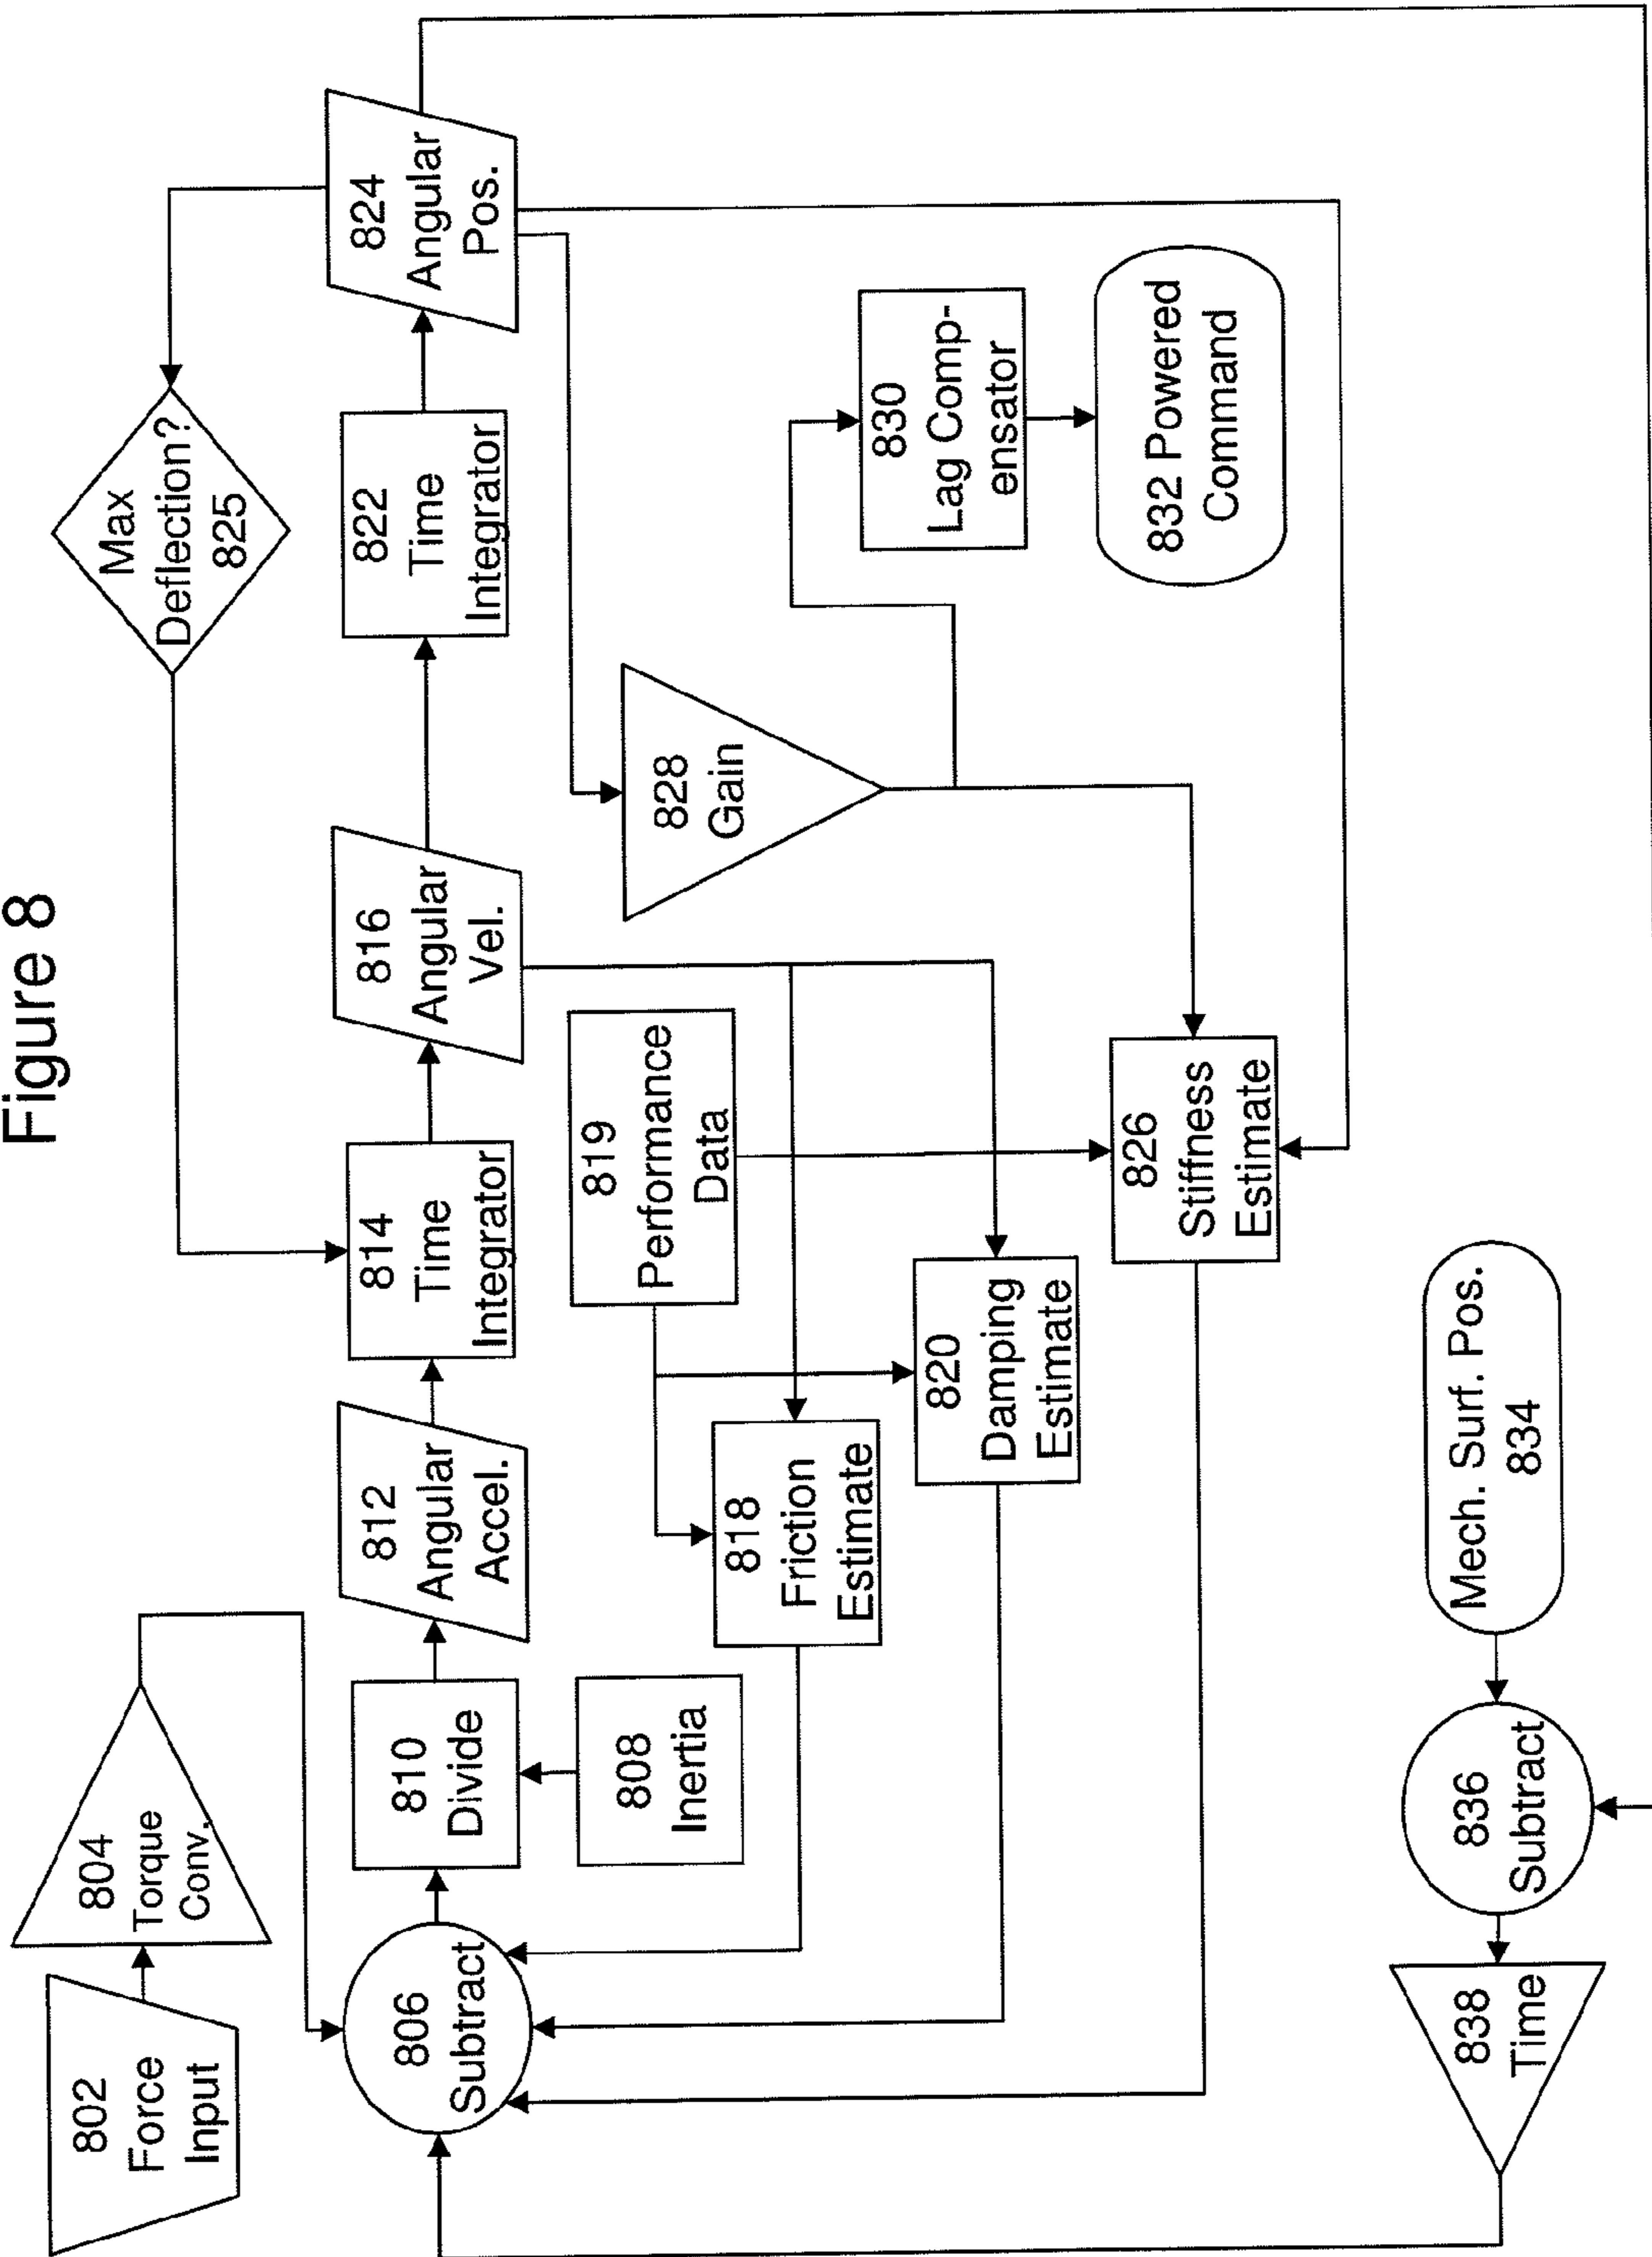 Figure 8
802
Force
Input
804
Torque
Conv.
806
Subtract
810
Divide
808
Inertia
812
Angular
Accel.
814
Time
Integrator
816
Angular
Vel.
822
Time
Integrator
824
Angular
Pos.
Max
Deflection?
825
818
Friction
Estimate
819
Performance
Data
820
Damping
Estimate
826
Stiffness
Estimate
828
Gain
830
Lag Comp-
ensator
832 Powered
Command
Mech. Surf. Pos.
834
836
Subtract
838
Time